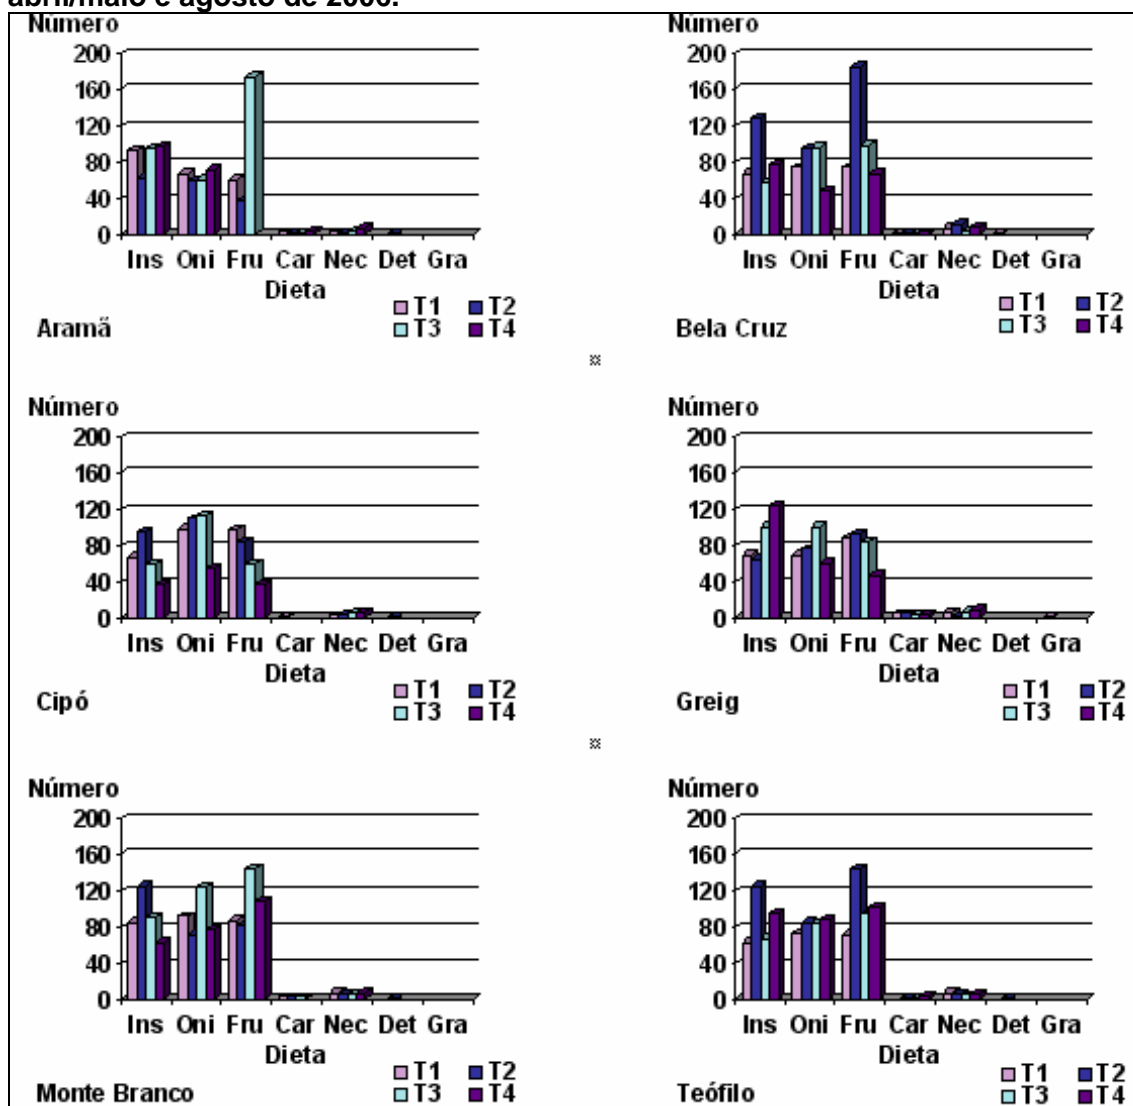 abril/maio e agosto de 2006.
Número
200
160
120
80
40
0
Ins Oni Fru Car Nec Det Gra
Dieta
T1 T2
T3 T4
Aramã
Número
200
160
120
80
40
0
Ins Oni Fru Car Nec Det Gra
Dieta
T1 T2
T3 T4
Bela Cruz
Número
200
160
120
80
40
0
Ins Oni Fru Car Nec Det Gra
Dieta
T1 T2
T3 T4
Cipó
Número
200
160
120
80
40
0
Ins Oni Fru Car Nec Det Gra
Dieta
T1 T2
T3 T4
Greig
Número
200
160
120
80
40
0
Ins Oni Fru Car Nec Det Gra
Dieta
T1 T2
T3 T4
Monte Branco
Número
200
160
120
80
40
0
Ins Oni Fru Car Nec Det Gra
Dieta
T1 T2
T3 T4
Teófilo